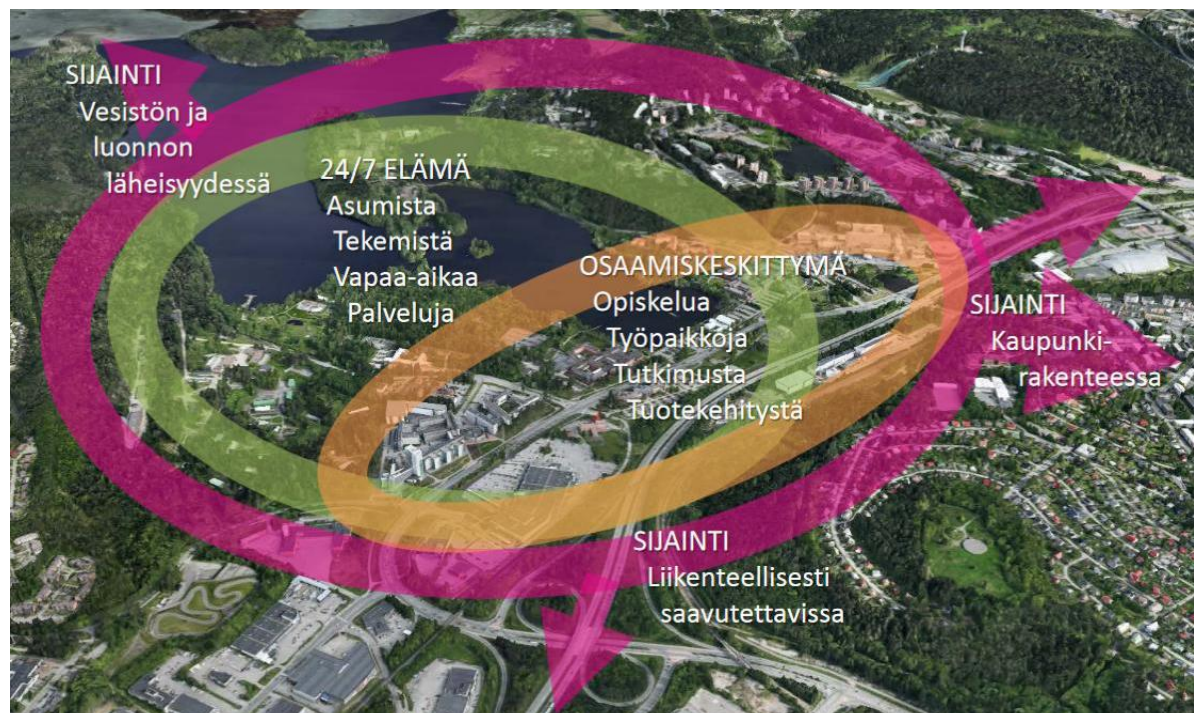 SIJAINTI
Vesistön ja
luonnon
läheisyydessä
24/7 ELÄMÄ
Asumista
Tekemistä
Vapaa-aikaa
Palveluja
OSAAMISKESKITTYMÄ
Opiskelua
Työpaikkoja
Tutkimusta
Tuotekehitystä
SIJAINTI
Kaupunki-
rakenteessa
SIJAINTI
Liikenteellisesti
saavutettavissa